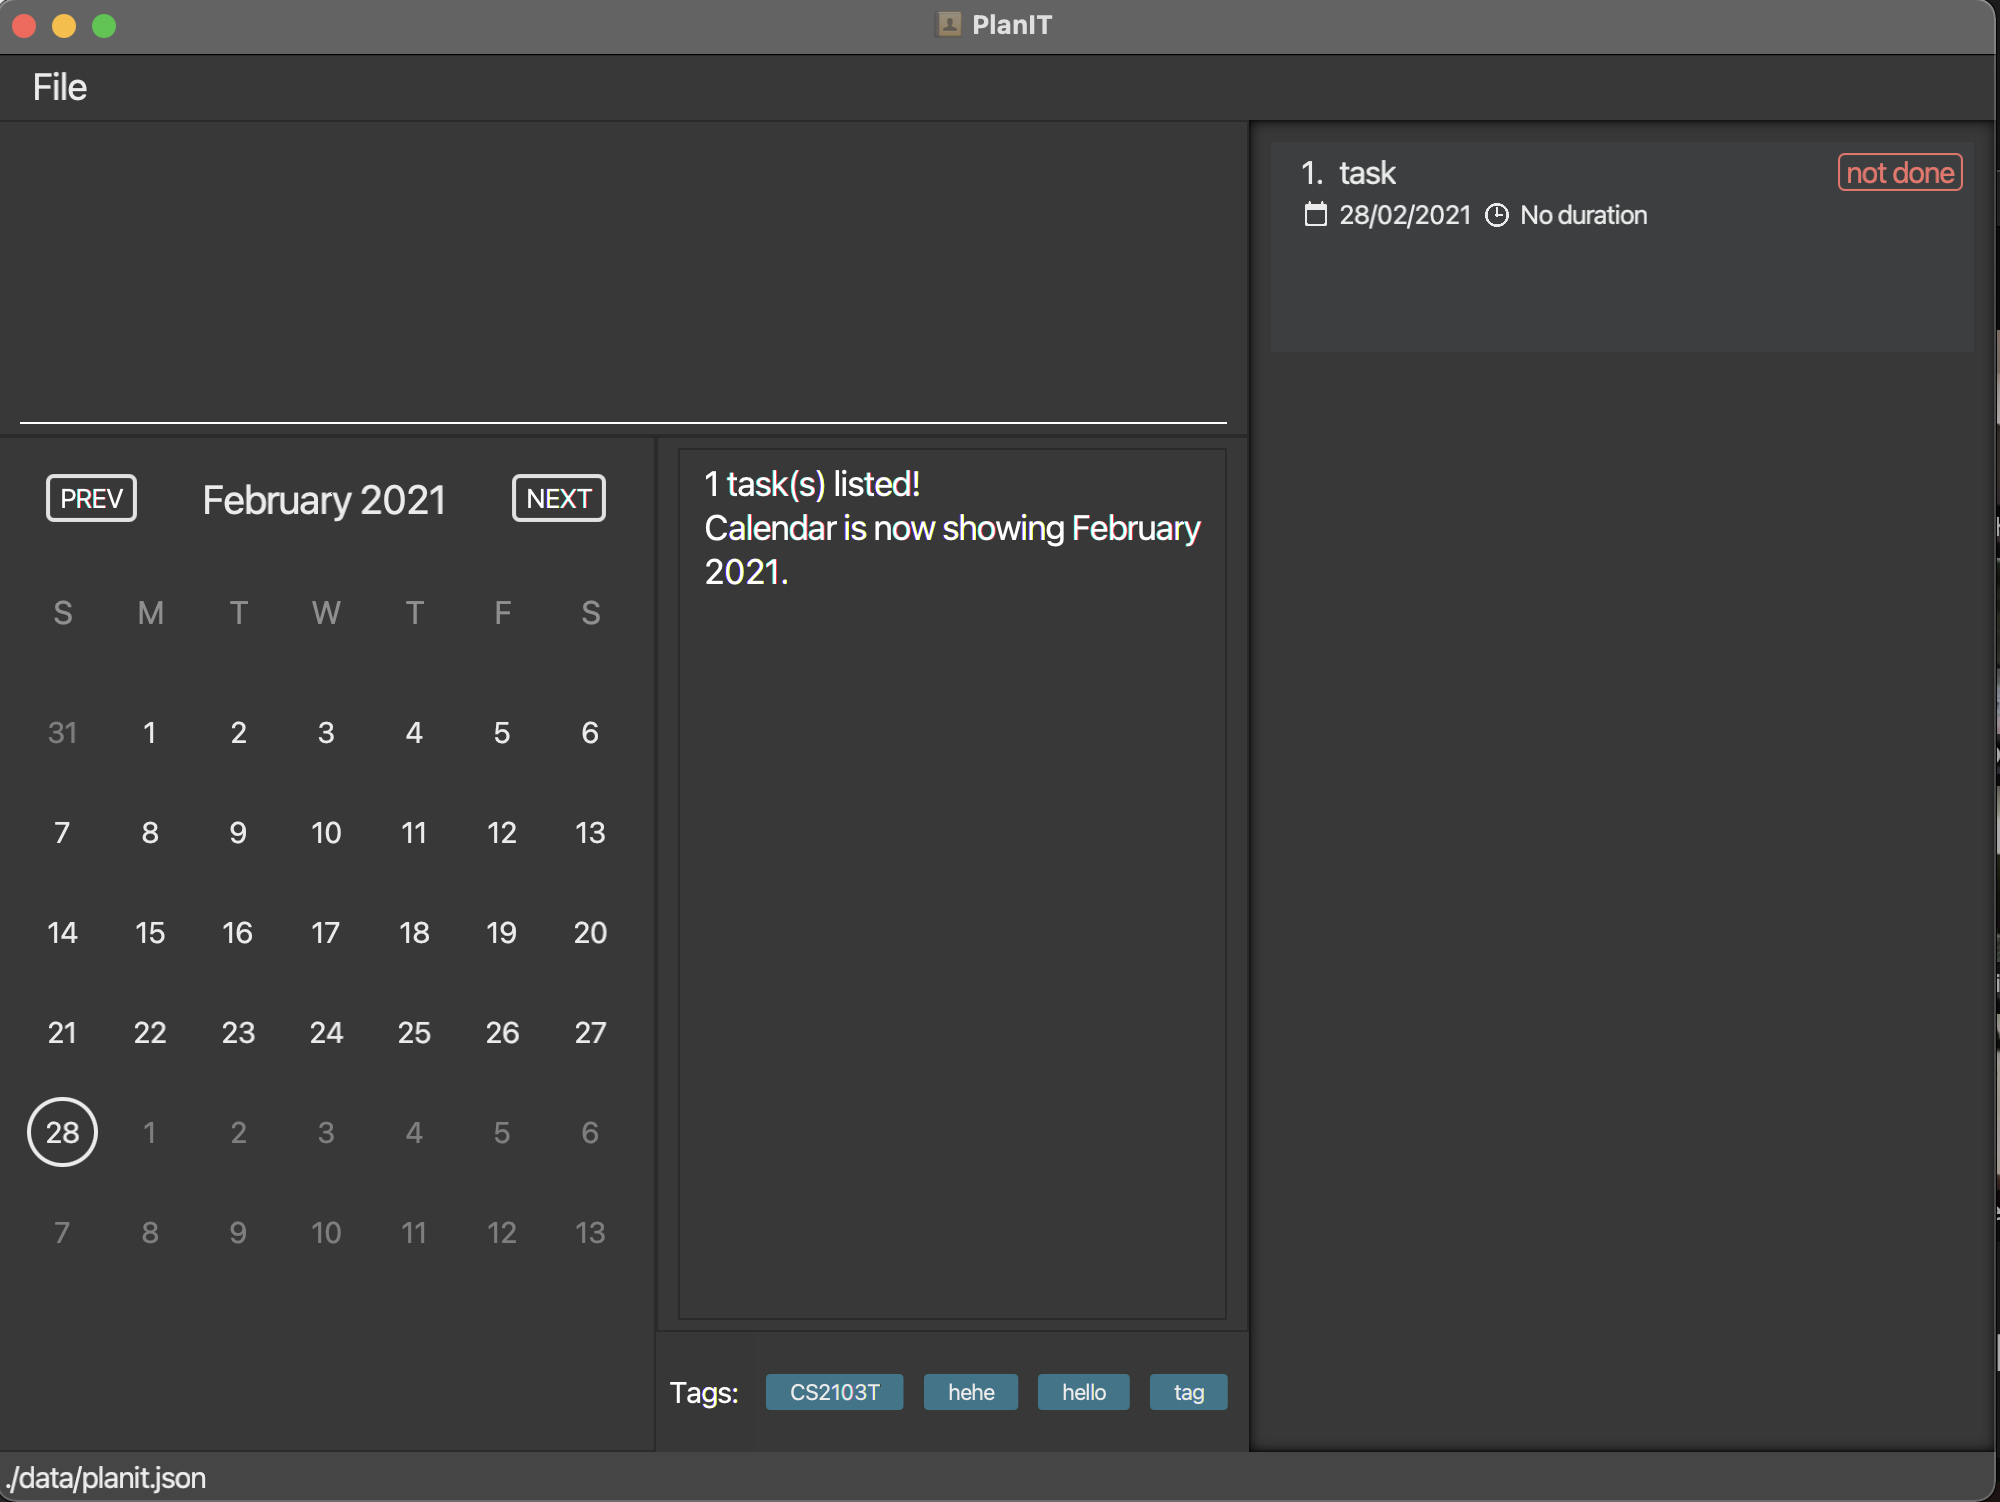 PlanIT
File
1. task
not done
28/02/2021 No duration
PREV February 2021 NEXT
S M T W T F S
31 1 2 3 4 5 6
7 8 9 10 11 12 13
14 15 16 17 18 19 20
21 22 23 24 25 26 27
28 1 2 3 4 5 6
7 8 9 10 11 12 13
1 task(s) listed!
Calendar is now showing February
2021.
Tags: CS2103T hehe hello tag
./data/planit.json